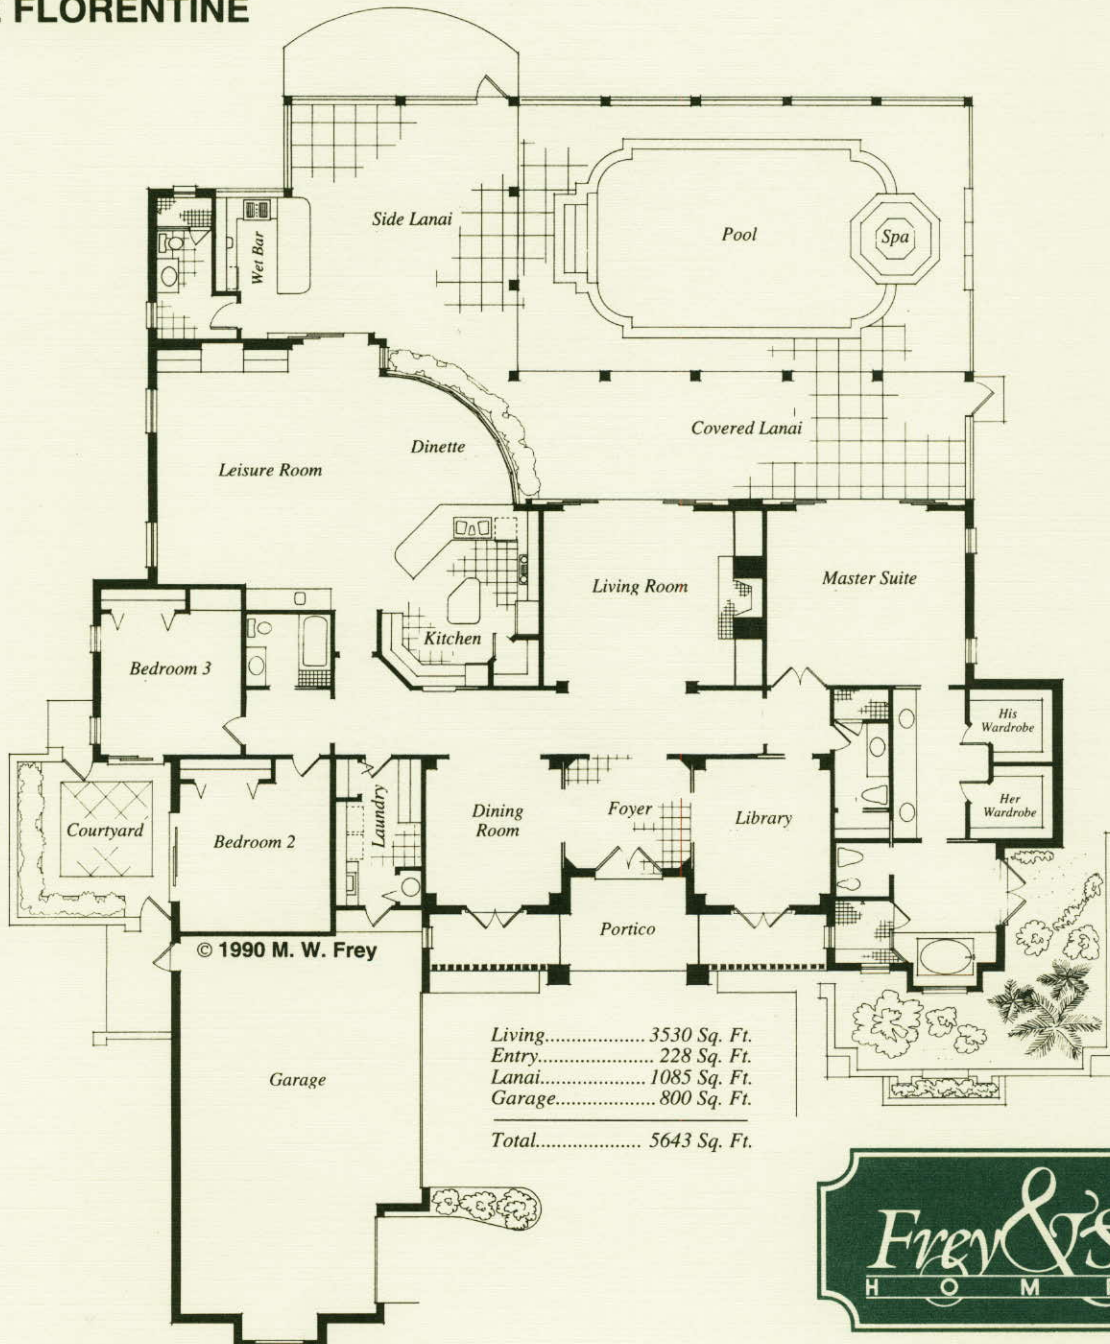 FLORENTINE
Side Lanai
Wet Bar
Pool
Spa
Covered Lanai
Dinette
Leisure Room
Living Room
Master Suite
Kitchen
Bedroom 3
His
Wardrobe
Her
Wardrobe
Courtyard
Bedroom 2
Laundry
Dining
Room
Foyer
Library
Portico
© 1990 M. W. Frey
Garage
Living.................... 3530 Sq. Ft.
Entry..................... 228 Sq. Ft.
Lanai.................... 1085 Sq. Ft.
Garage................. 800 Sq. Ft.
Total.................... 5643 Sq. Ft.
Frey & S
H O M